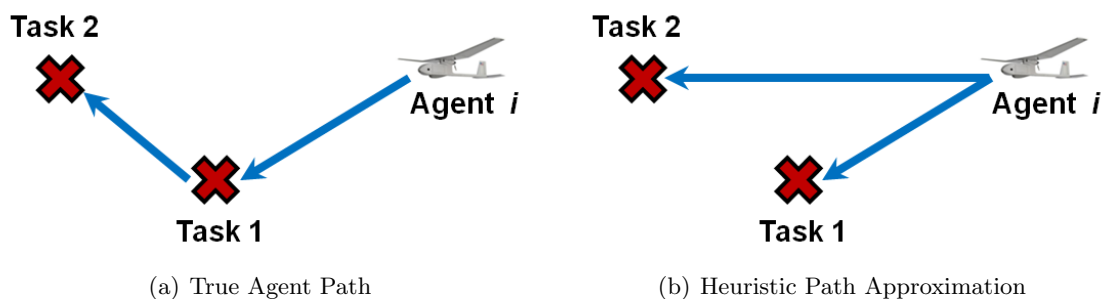 Task 2
Agent i
Task 1
(a) True Agent Path
Task 2
Agent i
Task 1
(b) Heuristic Path Approximation